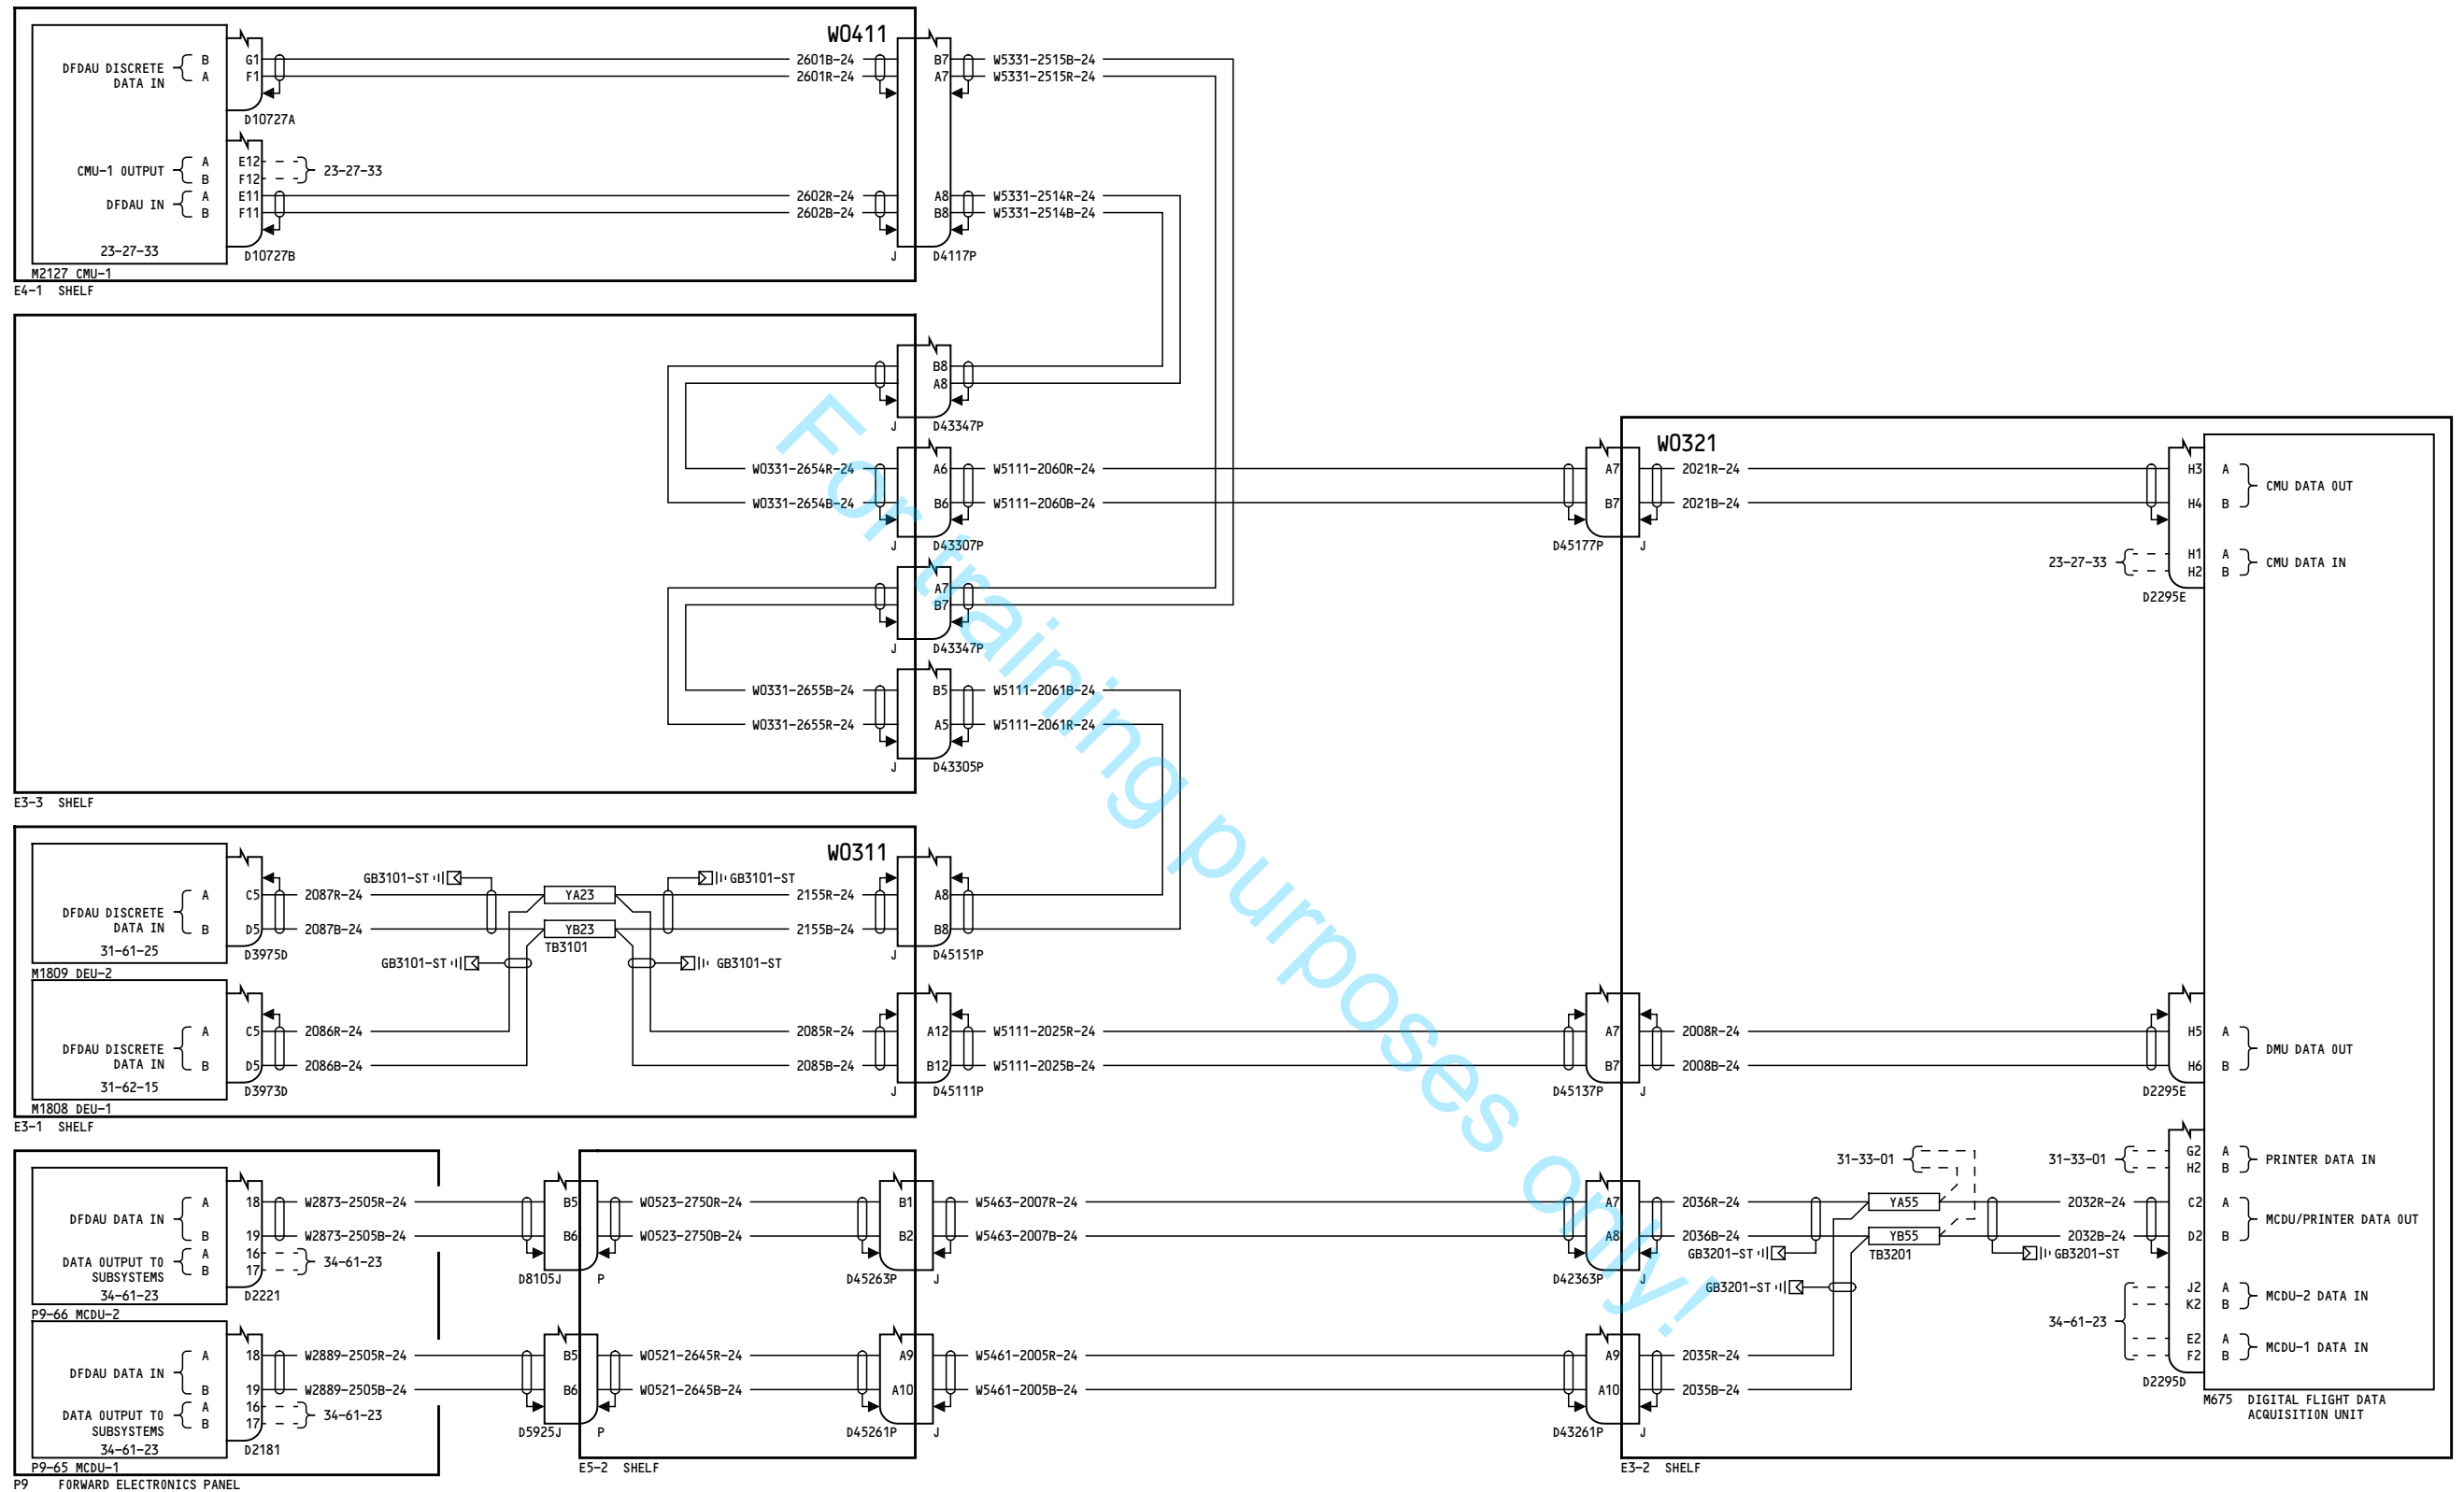 W0411
DFDAU DISCRETE
DATA IN
B G1 2601B-24 B7 W5331-2515B-24
A F1 2601R-24 A7 W5331-2515R-24
D10727A
CMU-1 OUTPUT
A E12
B F12
23-27-33
DFDAU IN
A E11 2602R-24 A8 W5331-2514R-24
B F11 2602B-24 B8 W5331-2514B-24
23-27-33
D10727B J D4117P
M2127 CMU-1
E4-1 SHELF
B8
A8
J D43347P
W0331-2654R-24 A6 W5111-2060R-24
W0331-2654B-24 B6 W5111-2060B-24
J D43307P
A7
B7
J D43347P
W0331-2655B-24 B5 W5111-2061B-24
W0331-2655R-24 A5 W5111-2061R-24
J D43305P
E3-3 SHELF
W0311
GB3101-ST GB3101-ST
A C5 2087R-24 YA23 2155R-24 A8
DFDAU DISCRETE
DATA IN
B D5 2087B-24 YB23 2155B-24 B8
TB3101
31-61-25
D3975D J D45151P
GB3101-ST GB3101-ST
M1809 DEU-2
A C5 2086R-24 2085R-24 A12 W5111-2025R-24
DFDAU DISCRETE
DATA IN
B D5 2086B-24 2085B-24 B12 W5111-2025B-24
31-62-15
D3973D J D45111P
M1808 DEU-1
E3-1 SHELF
A 18 W2873-2505R-24 B5 W0523-2750R-24 B1 W5463-2007R-24
DFDAU DATA IN
B 19 W2873-2505B-24 B6 W0523-2750B-24 B2 W5463-2007B-24
DATA OUTPUT TO
SUBSYSTEMS
A 16
B 17
34-61-23
34-61-23
D2221 D8105J P D45263P J
P9-66 MCDU-2
A 18 W2889-2505R-24 B5 W0521-2645R-24 A9 W5461-2005R-24
DFDAU DATA IN
B 19 W2889-2505B-24 B6 W0521-2645B-24 A10 W5461-2005B-24
DATA OUTPUT TO
SUBSYSTEMS
A 16
B 17
34-61-23
34-61-23
D2181 D5925J P D45261P J
P9-65 MCDU-1
P9 FORWARD ELECTRONICS PANEL
E5-2 SHELF
W0321
A7 2021R-24 H3 A
CMU DATA OUT
B7 2021B-24 H4 B
D45177P J
23-27-33
H1 A
H2 B
CMU DATA IN
D2295E
A7 2008R-24 H5 A
DMU DATA OUT
B7 2008B-24 H6 B
D45137P J D2295E
31-33-01 31-33-01
G2 A
H2 B
PRINTER DATA IN
A7 2036R-24 YA55 2032R-24 C2 A
MCDU/PRINTER DATA OUT
A8 2036B-24 YB55 2032B-24 D2 B
GB3201-ST TB3201 GB3201-ST
D42363P J
GB3201-ST
J2 A
K2 B
MCDU-2 DATA IN
34-61-23
E2 A
F2 B
MCDU-1 DATA IN
A9 2035R-24
A10 2035B-24
D2295D
D43261P J
M675 DIGITAL FLIGHT DATA
ACQUISITION UNIT
E3-2 SHELF
For training purposes only!